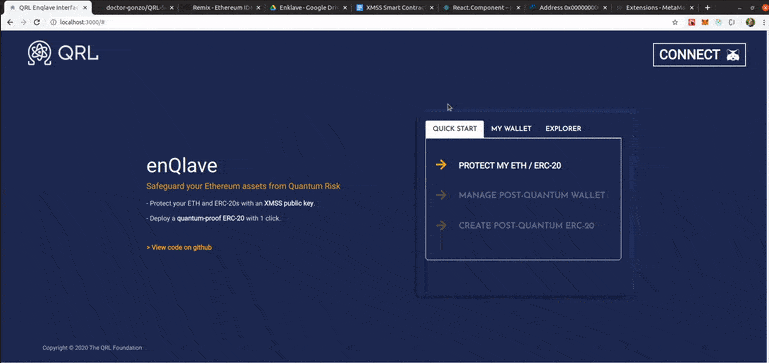 QRL Enqlave Interfac
doctor-gonzo/QRL-
Remix - Ethereum ID
Enklave - Google Dri
XMSS Smart Contrac
React.Component -
Address 0x00000000
Extensions - MetaM
localhost:3000/#
QRL
CONNECT
QUICK START
MY WALLET
EXPLORER
PROTECT MY ETH / ERC-20
MANAGE POST-QUANTUM WALLET
CREATE POST-QUANTUM ERC-20
enQlave
Safeguard your Ethereum assets from Quantum Risk
- Protect your ETH and ERC-20s with an XMSS public key.
- Deploy a quantum-proof ERC-20 with 1 click.
> View code on github
Copyright © 2020 The QRL Foundation